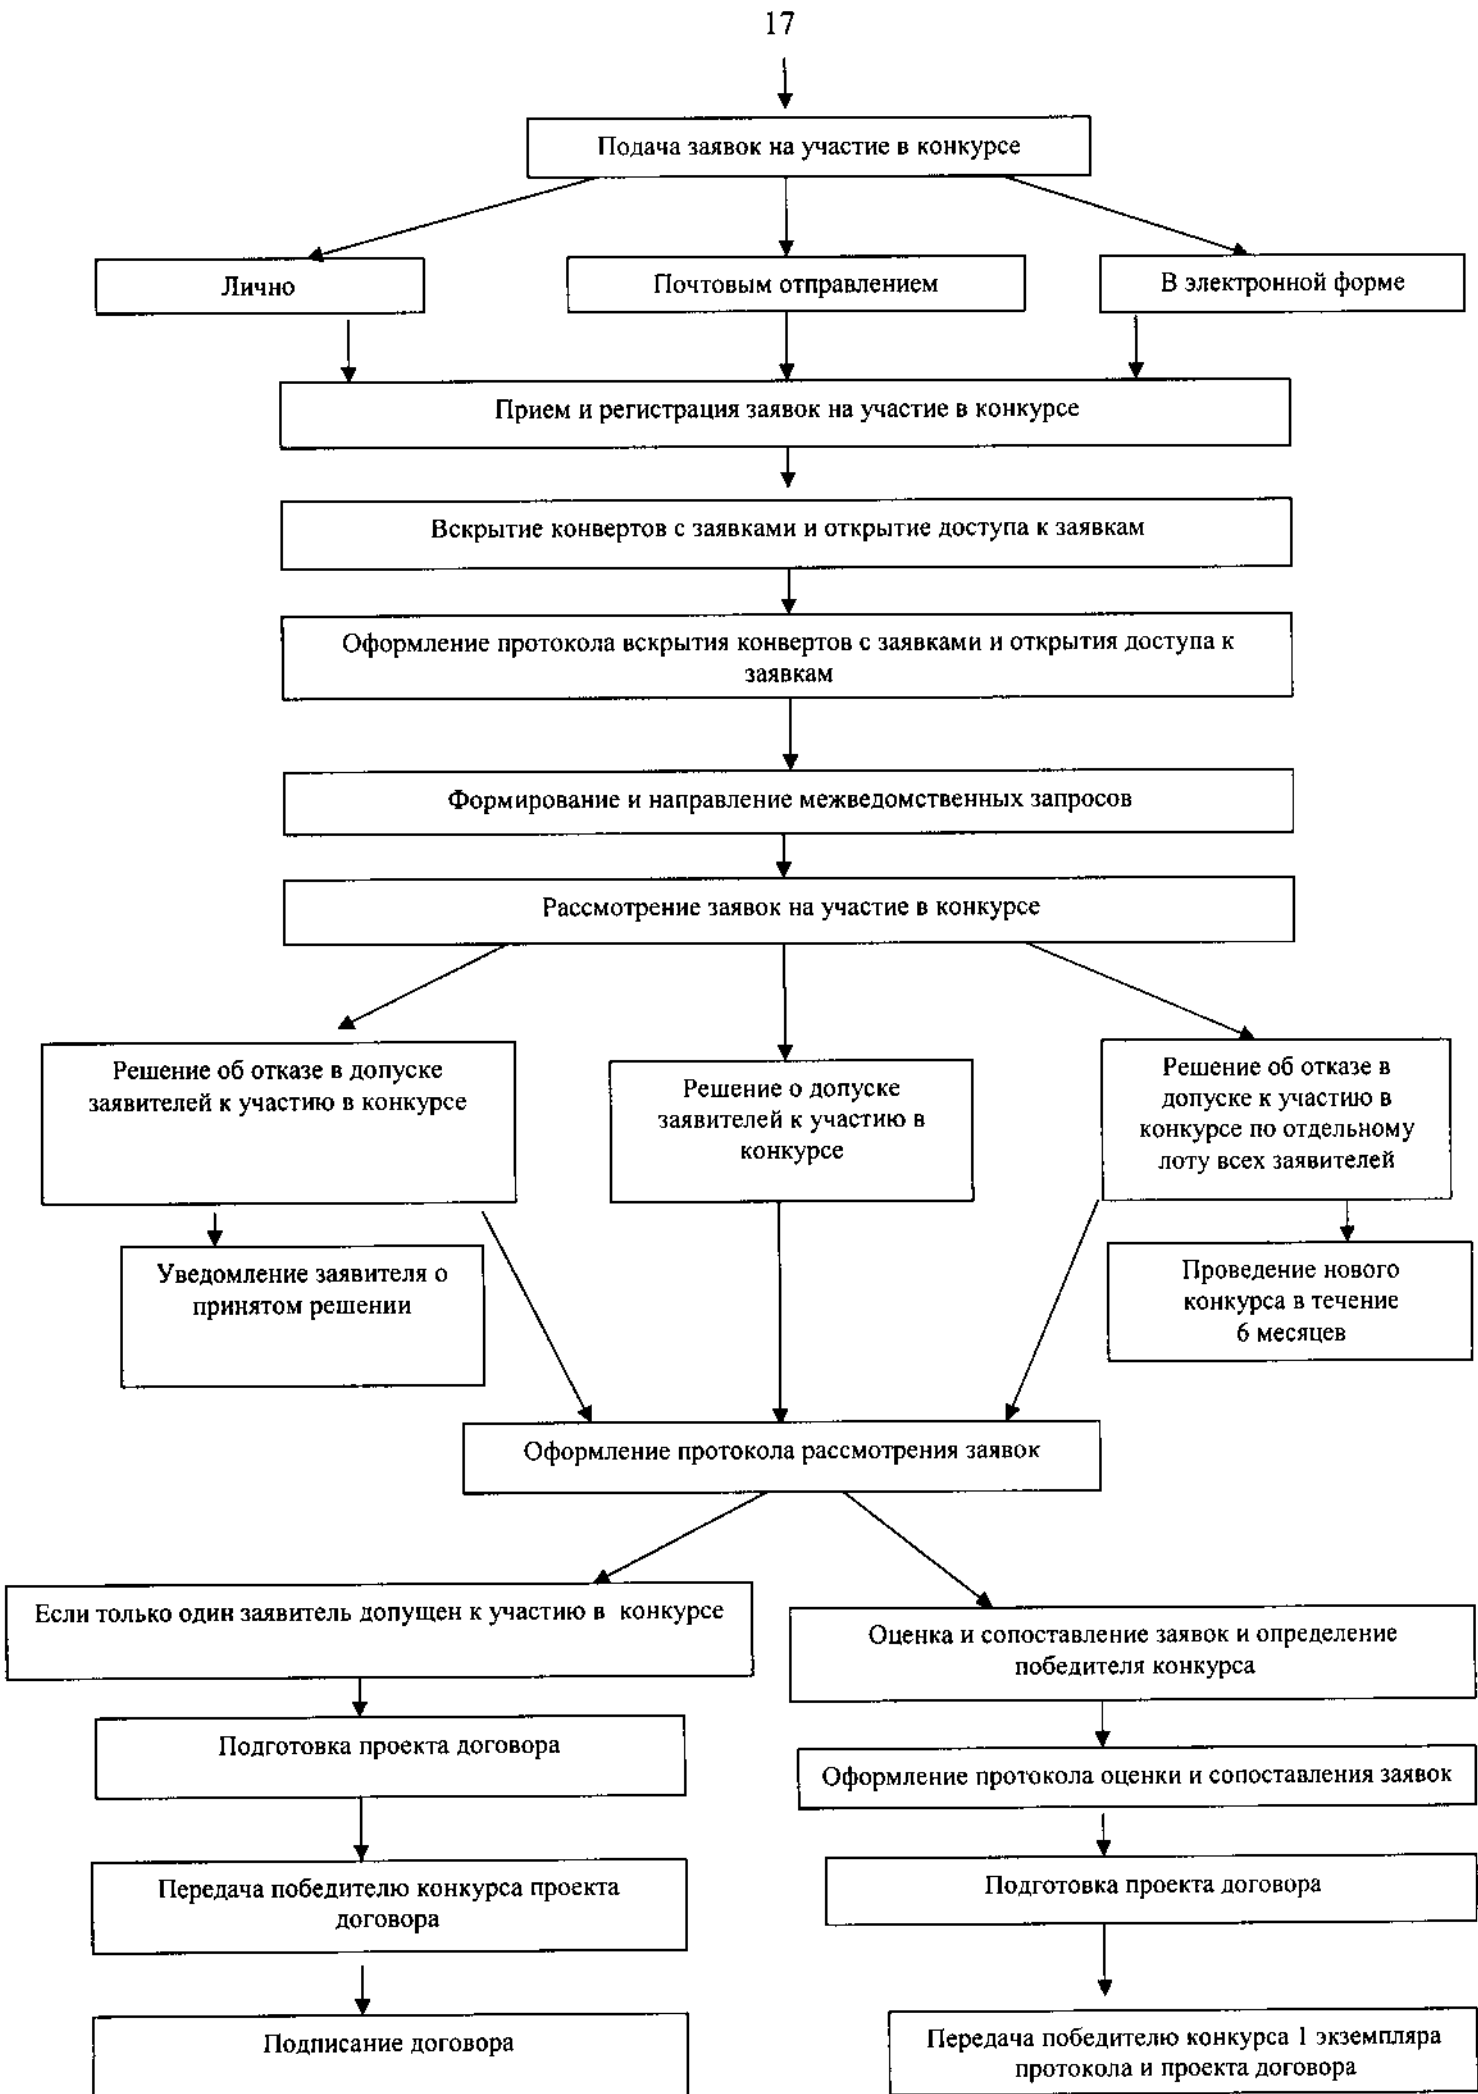 17
Подача заявок на участие в конкурсе
Лично
Почтовым отправлением
В электронной форме
Прием и регистрация заявок на участие в конкурсе
Вскрытие конвертов с заявками и открытие доступа к заявкам
Оформление протокола вскрытия конвертов с заявками и открытия доступа к
заявкам
Формирование и направление межведомственных запросов
Рассмотрение заявок на участие в конкурсе
Решение об отказе в допуске
заявителей к участию в конкурсе
Решение о допуске
заявителей к участию в
конкурсе
Решение об отказе в
допуске к участию в
конкурсе по отдельному
лоту всех заявителей
Уведомление заявителя о
принятом решении
Проведение нового
конкурса в течение
6 месяцев
Оформление протокола рассмотрения заявок
Если только один заявитель допущен к участию в конкурсе
Оценка и сопоставление заявок и определение
победителя конкурса
Подготовка проекта договора
Оформление протокола оценки и сопоставления заявок
Передача победителю конкурса проекта
договора
Подготовка проекта договора
Подписание договора
Передача победителю конкурса 1 экземпляра
протокола и проекта договора